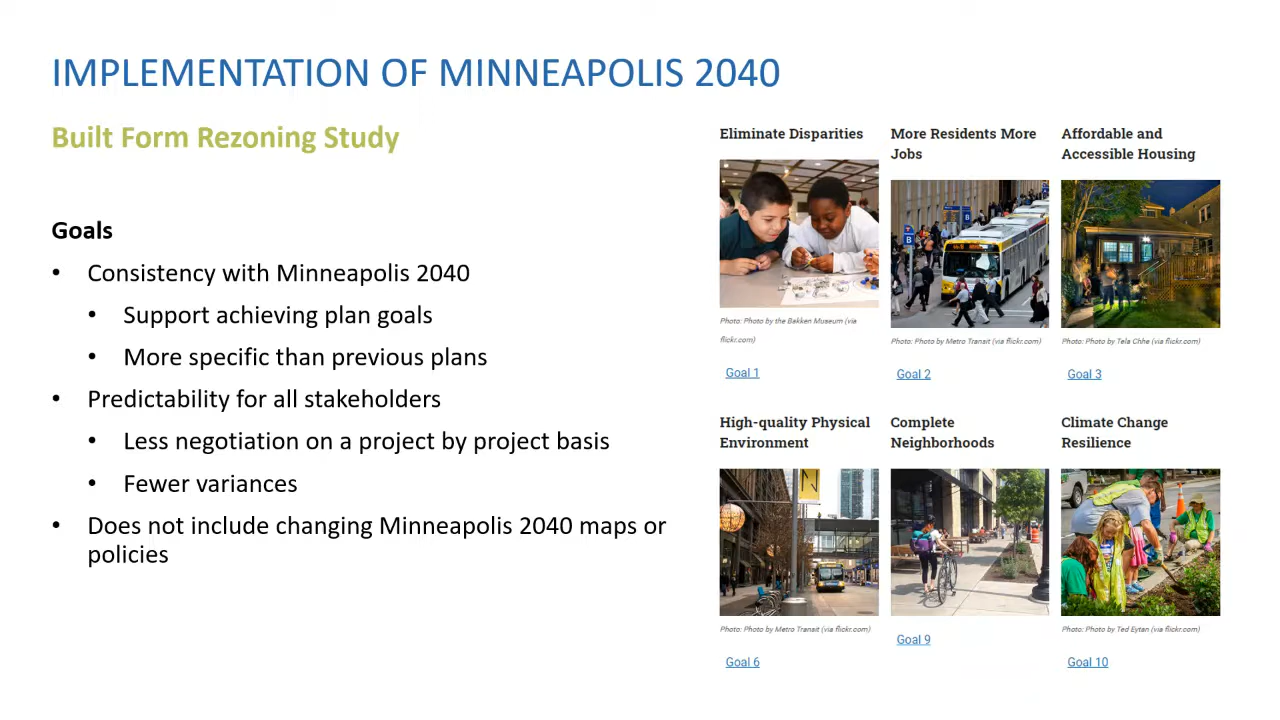 IMPLEMENTATION OF MINNEAPOLIS 2040
Built Form Rezoning Study
Goals
• Consistency with Minneapolis 2040
• Support achieving plan goals
• More specific than previous plans
• Predictability for all stakeholders
• Less negotiation on a project by project basis
• Fewer variances
• Does not include changing Minneapolis 2040 maps or
policies
Eliminate Disparities
Photo: Photo by the Bakken Museum (via
flickr.com)
Goal 1
More Residents More
Jobs
Photo: Photo by Metro Transit (via flickr.com)
Goal 2
Affordable and
Accessible Housing
Photo: Photo by Tela Chhe (via flickr.com)
Goal 3
High-quality Physical
Environment
Photo: Photo by Metro Transit (via flickr.com)
Goal 6
Complete
Neighborhoods
Goal 9
Climate Change
Resilience
Photo: Photo by Ted Eytan (via flickr.com)
Goal 10